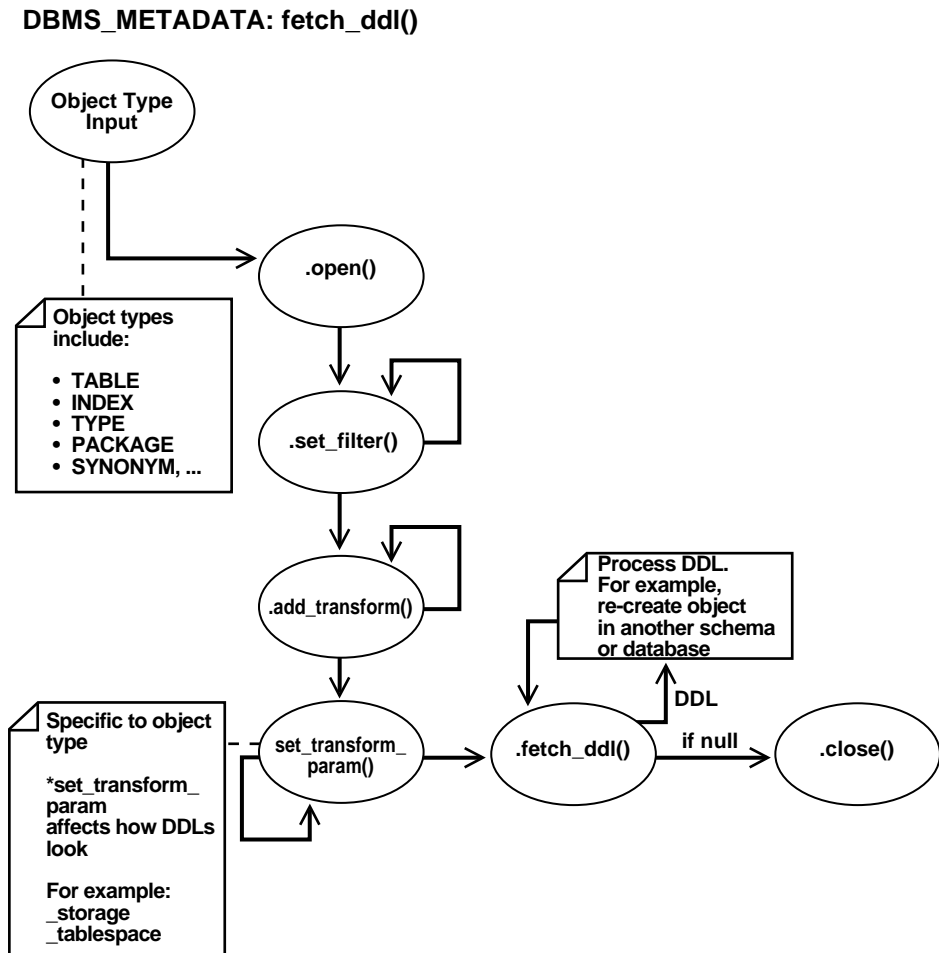 DBMS_METADATA: fetch_ddl()
Object Type
Input
.open()
Object types
include:
• TABLE
• INDEX
• TYPE
• PACKAGE
• SYNONYM, ...
.set_filter()
.add_transform()
Process DDL.
For example,
re-create object
in another schema
or database
DDL
Specific to object
type
*set_transform_
param
affects how DDLs
look
For example:
_storage
_tablespace
set_transform_
param()
.fetch_ddl()
if null
.close()